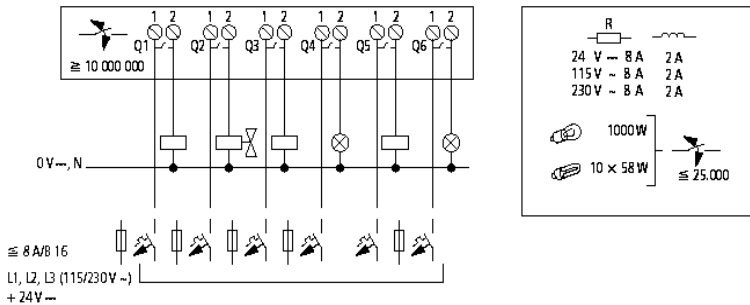 1 2 1 2 1 2 1 2 1 2 1 2
Q1 Q2 Q3 Q4 Q5 Q6
≧ 10 000 000
0 V ⎓, N
≦ 8 A/B 16
L1, L2, L3 (115/230 V ~)
+ 24 V ⎓
R
24 V ⎓ 8 A 2 A
115 V ~ 8 A 2 A
230 V ~ 8 A 2 A
1000 W
10 × 58 W
≦ 25.000